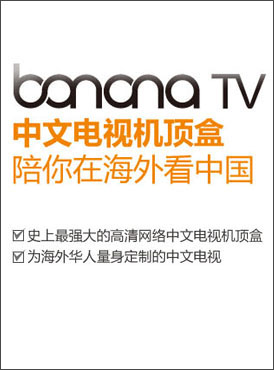 banana TV
中文电视机顶盒
陪你在海外看中国
史上最强大的高清网络中文电视机顶盒
为海外华人量身定制的中文电视